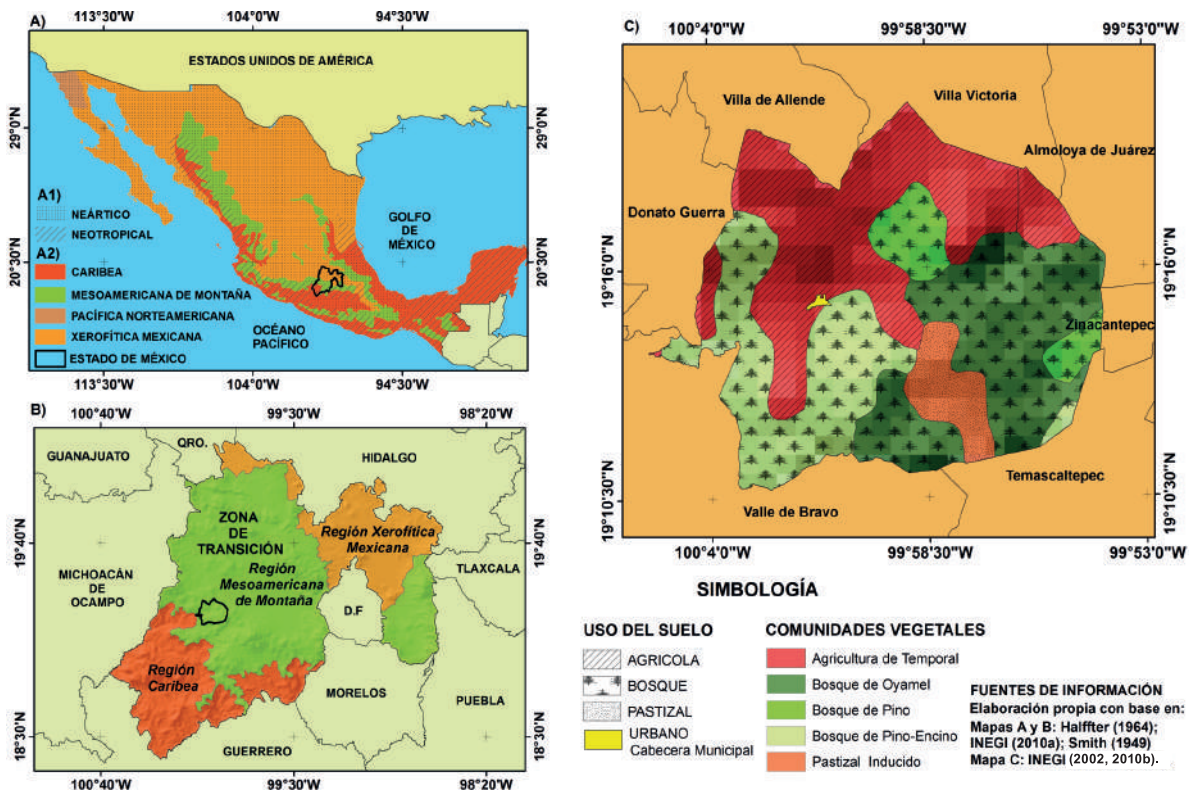 A)
113°30'W
104°0'W
94°30'W
29°0'N
20°30'N
29°0'N
20°30'N
ESTADOS UNIDOS DE AMÉRICA
GOLFO
DE
MÉXICO
OCÉANO
PACÍFICO
A1)
NEÁRTICO
NEOTROPICAL
A2)
CARIBEA
MESOAMERICANA DE MONTAÑA
PACÍFICA NORTEAMERICANA
XEROFÍTICA MEXICANA
ESTADO DE MÉXICO
113°30'W
104°0'W
94°30'W
B)
100°40'W
99°30'W
98°20'W
19°40'N
18°30'N
19°40'N
18°30'N
GUANAJUATO
QRO.
HIDALGO
ZONA
DE
TRANSICIÓN
Región Xerofítica
Mexicana
Región
Mesoamericana
de Montaña
MICHOACÁN
DE
OCAMPO
TLAXCALA
D.F
Región
Caribea
MORELOS
PUEBLA
GUERRERO
100°40'W
99°30'W
98°20'W
C)
100°4'0"W
99°58'30"W
99°53'0"W
19°16'0"N
19°10'30"N
19°16'0"N
19°10'30"N
Villa de Allende
Villa Victoria
Almoloya de Juárez
Donato Guerra
Zinacantepec
Temascaltepec
Valle de Bravo
100°4'0"W
99°58'30"W
99°53'0"W
SIMBOLOGÍA
USO DEL SUELO
AGRICOLA
BOSQUE
PASTIZAL
URBANO
Cabecera Municipal
COMUNIDADES VEGETALES
Agricultura de Temporal
Bosque de Oyamel
Bosque de Pino
Bosque de Pino-Encino
Pastizal Inducido
FUENTES DE INFORMACIÓN
Elaboración propia con base en:
Mapas A y B: Halffter (1964);
INEGI (2010a); Smith (1949)
Mapa C: INEGI (2002, 2010b).